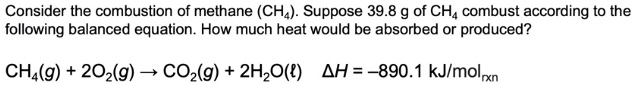 Consider the combustion of methane (CH₄). Suppose 39.8 g of CH₄ combust according to the
following balanced equation. How much heat would be absorbed or produced?
CH₄(g) + 2O₂(g) → CO₂(g) + 2H₂O(ℓ) ΔH = –890.1 kJ/molᵣₓₙ